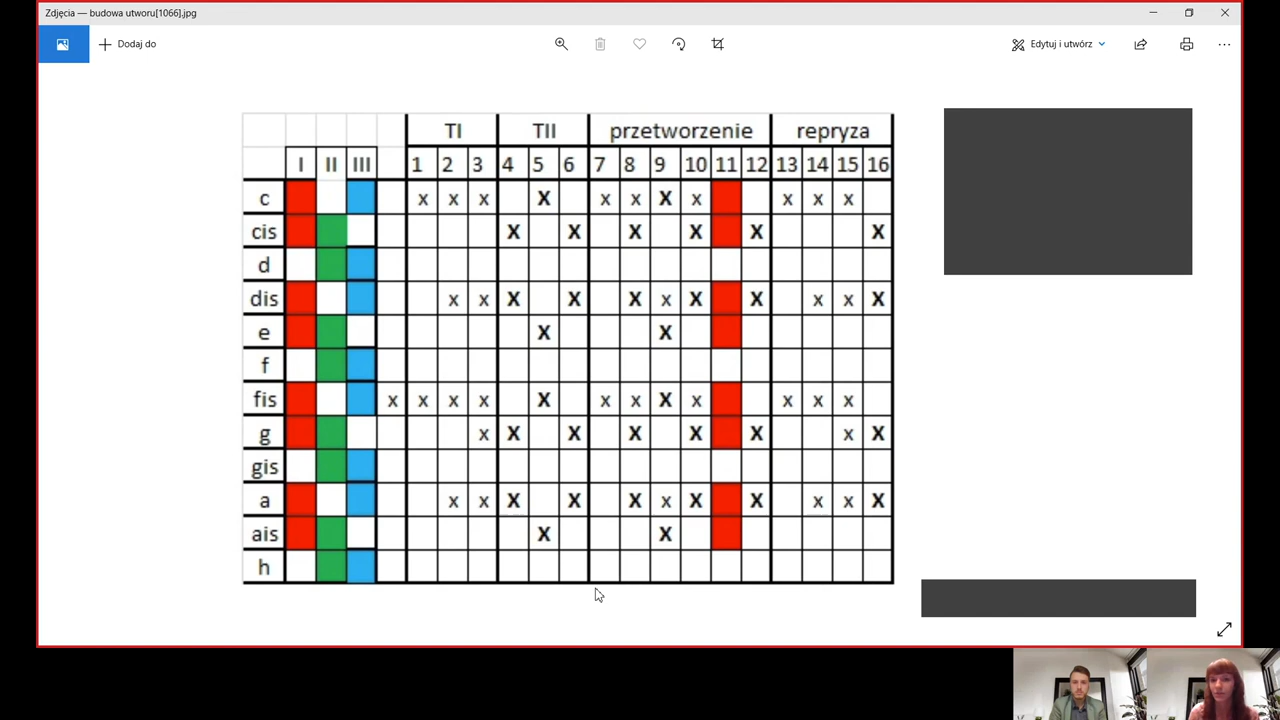 Zdjęcia — budowa utworu[1066].jpg
Dodaj do
Edytuj i utwórz
TI TII przetworzenie repryza
I II III 1 2 3 4 5 6 7 8 9 10 11 12 13 14 15 16
c x x x X x x X x x x x
cis X X X X X X
d
dis x x X X X x X X x x X
e X X
f
fis x x x x X x x X x x x x
g x X X X X X x X
gis
a x x X X X x X X x x X
ais X X
h